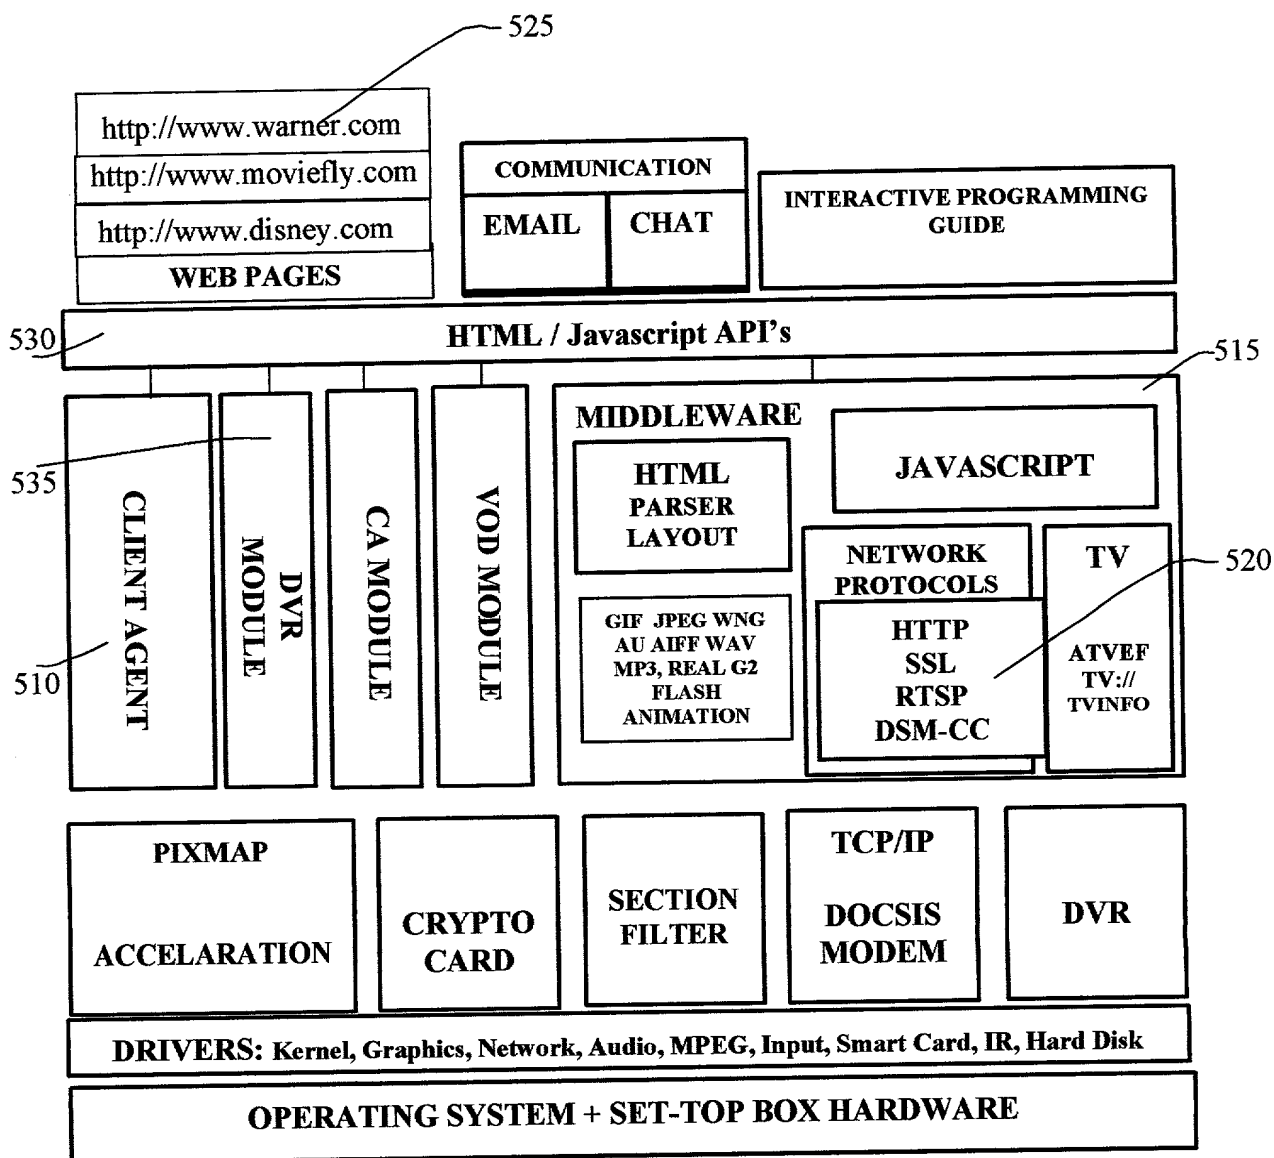 525
http://www.warner.com
http://www.moviefly.com
http://www.disney.com
WEB PAGES
COMMUNICATION
EMAIL
CHAT
INTERACTIVE PROGRAMMING
GUIDE
530
HTML / Javascript API's
515
535
510
CLIENT AGENT
DVR
MODULE
CA MODULE
VOD MODULE
MIDDLEWARE
HTML
PARSER
LAYOUT
JAVASCRIPT
GIF JPEG WNG
AU AIFF WAV
MP3, REAL G2
FLASH
ANIMATION
NETWORK
PROTOCOLS
HTTP
SSL
RTSP
DSM-CC
TV
ATVEF
TV://
TVINFO
520
PIXMAP
ACCELARATION
CRYPTO
CARD
SECTION
FILTER
TCP/IP
DOCSIS
MODEM
DVR
DRIVERS: Kernel, Graphics, Network, Audio, MPEG, Input, Smart Card, IR, Hard Disk
OPERATING SYSTEM + SET-TOP BOX HARDWARE